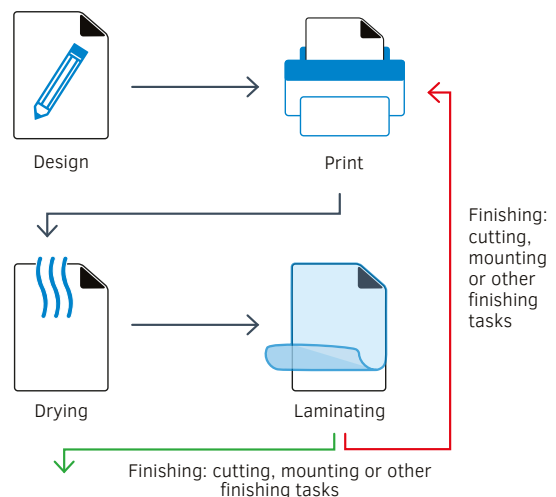 Design
Print
Finishing:
cutting,
mounting
or other
finishing
tasks
Drying
Laminating
Finishing: cutting, mounting or other
finishing tasks